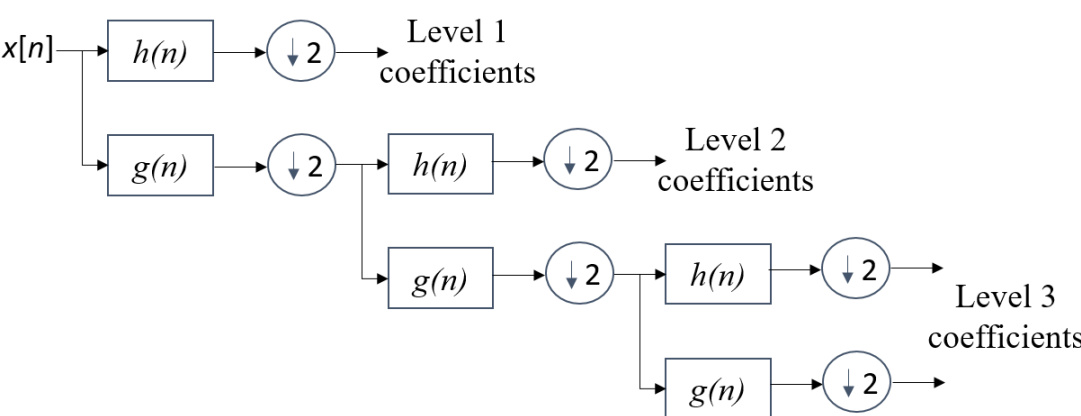 x[n]
h(n)
↓ 2
Level 1
coefficients
g(n)
↓ 2
h(n)
↓ 2
Level 2
coefficients
g(n)
↓ 2
h(n)
↓ 2
Level 3
coefficients
g(n)
↓ 2